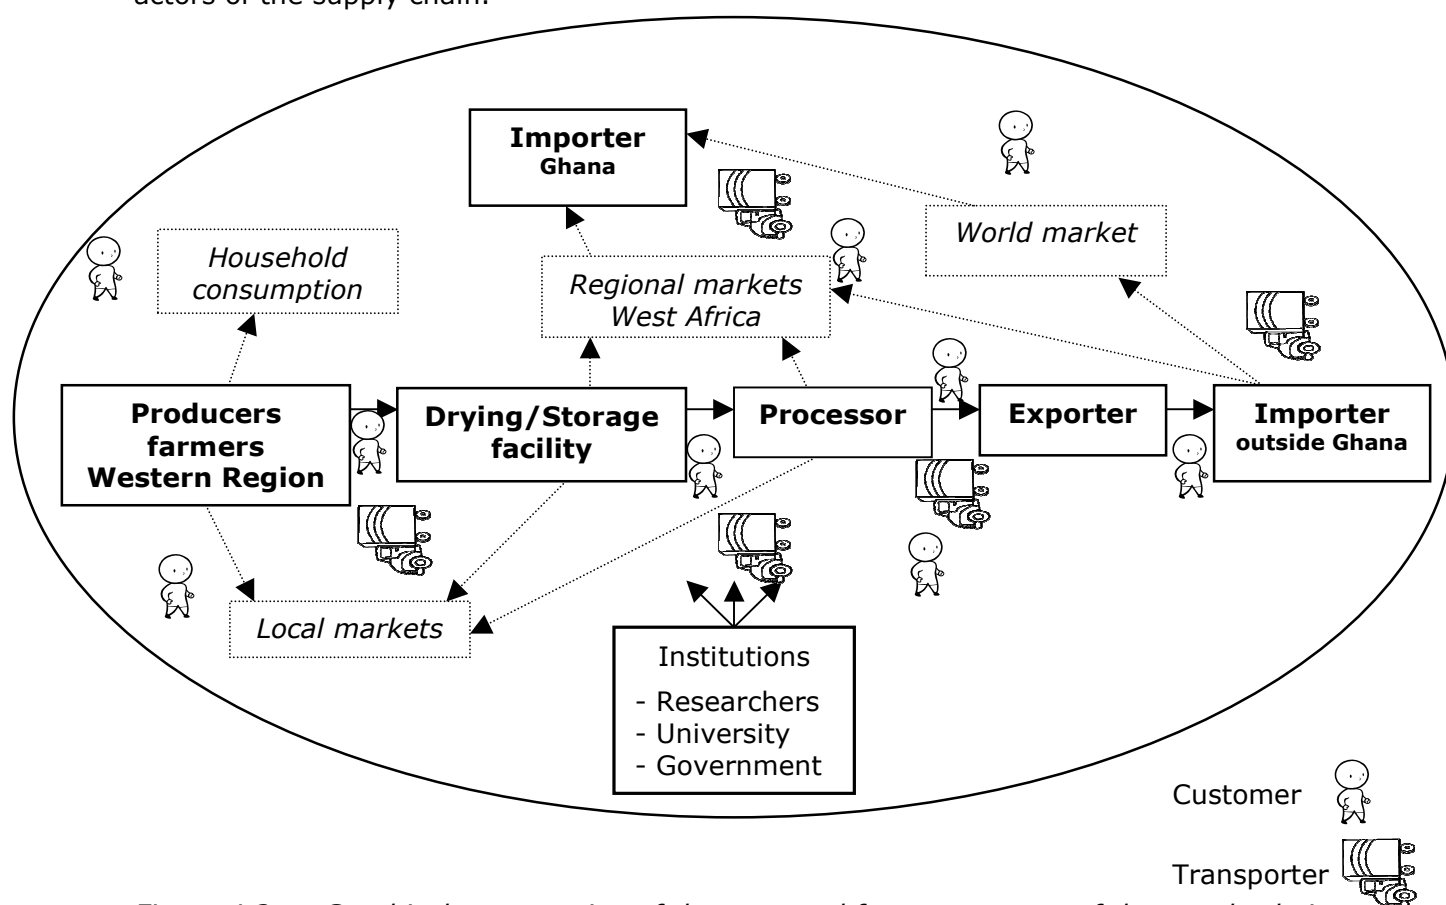 actors of the supply chain.
Importer
Ghana
World market
Household
consumption
Regional markets
West Africa
Producers
farmers
Western Region
Drying/Storage
facility
Processor
Exporter
Importer
outside Ghana
Local markets
Institutions
- Researchers
- University
- Government
Customer
Transporter